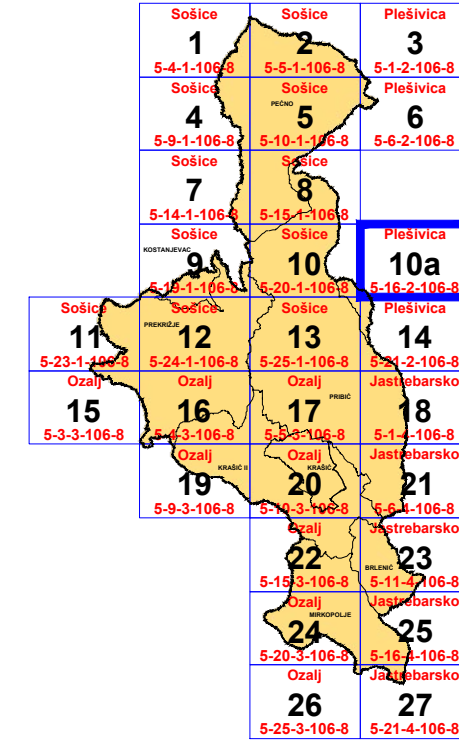 Sošice Sošice Plešivica
1 2 3
5-4-1-106-8 5-5-1-106-8 5-1-2-106-8
Sošice Sošice Plešivica
PEĆNO
4 5 6
5-9-1-106-8 5-10-1-106-8 5-6-2-106-8
Sošice Sošice
7 8
5-14-1-106-8 5-15-1-106-8
Sošice Sošice Plešivica
KOSTANJEVAC
9 10 10a
5-19-1-106-8 5-20-1-106-8 5-16-2-106-8
Sošice Sošice Sošice Plešivica
PREKRIŽJE
11 12 13 14
5-23-1-106-8 5-24-1-106-8 5-25-1-106-8 5-21-2-106-8
Ozalj Ozalj Ozalj Jastrebarsko
PRIBIĆ
15 16 17 18
5-3-3-106-8 5-4-3-106-8 5-5-3-106-8 5-1-4-106-8
Ozalj Ozalj Jastrebarsko
KRAŠIĆ II KRAŠIĆ
19 20 21
5-9-3-106-8 5-10-3-106-8 5-6-4-106-8
Ozalj Jastrebarsko
22 23
BRLENIĆ
5-15-3-106-8 5-11-4-106-8
Ozalj Jastrebarsko
MIRKOPOLJE
24 25
5-20-3-106-8 5-16-4-106-8
Ozalj Jastrebarsko
26 27
5-25-3-106-8 5-21-4-106-8